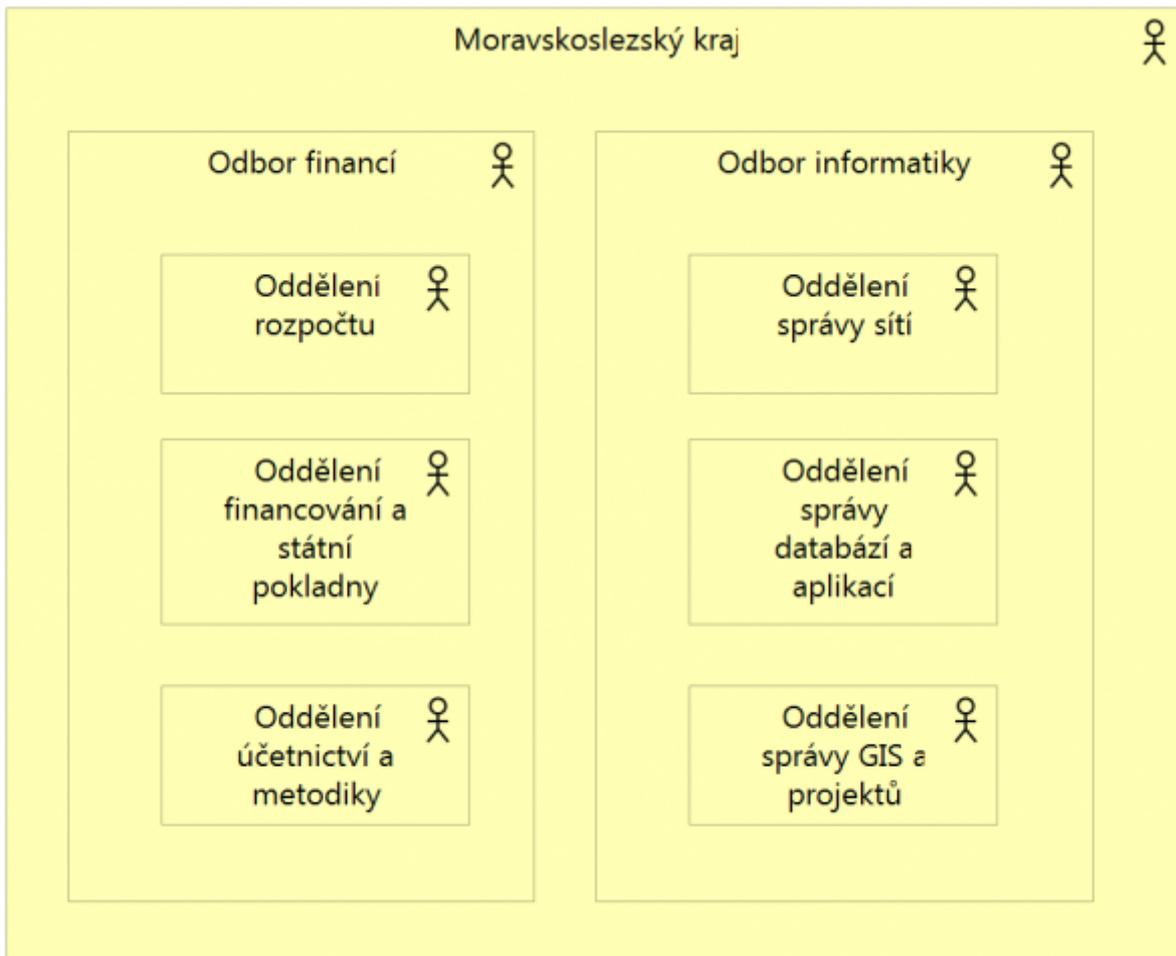 Moravskoslezský kraj
Odbor financí
Oddělení
rozpočtu
Oddělení
financování a
státní
pokladny
Oddělení
účetnictví a
metodiky
Odbor informatiky
Oddělení
správy sítí
Oddělení
správy
databází a
aplikací
Oddělení
správy GIS a
projektů